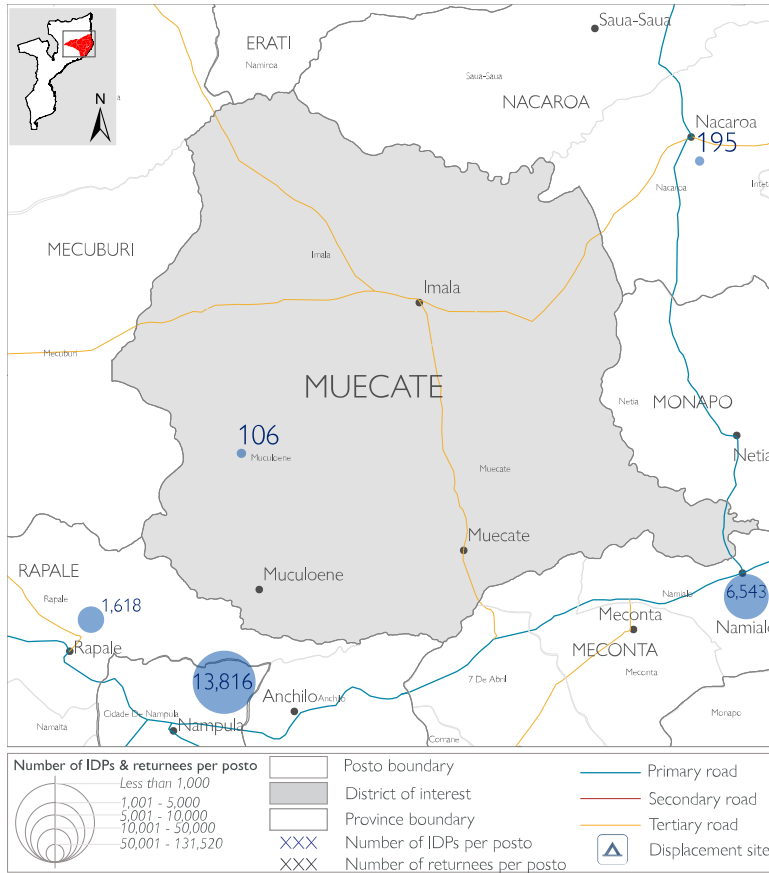 Saua-Saua
ERATI
Namiroa
Saua-Saua
N
NACAROA
Nacaroa
195
Nacaroa
MECUBURI
Imala
Imala
Mecuburi
MUECATE
Netia
MONAPO
106
Muculoene
Netia
Muecate
Muecate
RAPALE
Muculoene
Rapale
1,618
Namialo
6,543
Meconta
Namialo
Rapale
MECONTA
13,816
7 De Abril
Meconta
Anchilo
Anchilo
Cidade De Nampula
Monapo
Namaita
Nampula
Corrane
Number of IDPs & returnees per posto
Less than 1,000
1,001 - 5,000
5,001 - 10,000
10,001 - 50,000
50,001 - 131,520
Posto boundary
District of interest
Province boundary
XXX Number of IDPs per posto
XXX Number of returnees per posto
Primary road
Secondary road
Tertiary road
Displacement site